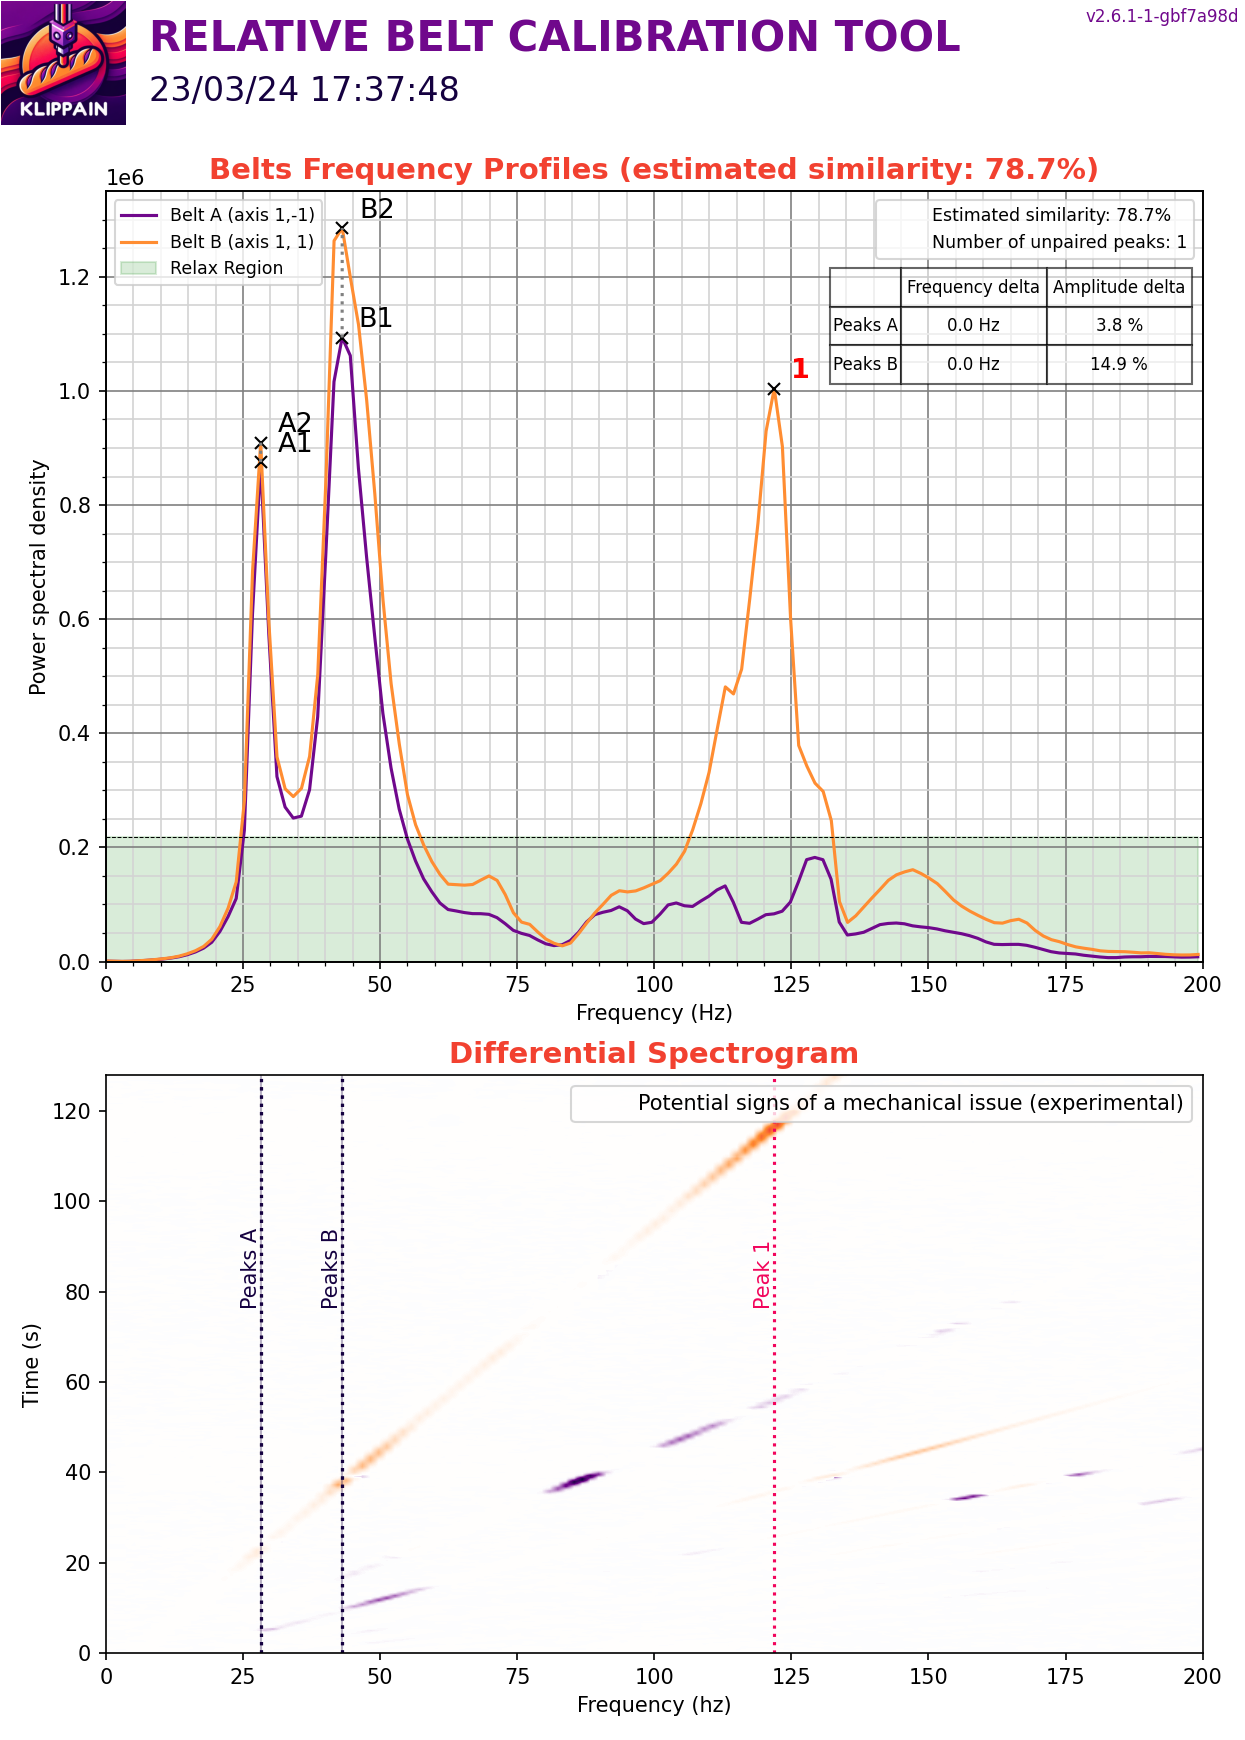 KLIPPAIN
RELATIVE BELT CALIBRATION TOOL
v2.6.1-1-gbf7a98d
23/03/24 17:37:48
Belts Frequency Profiles (estimated similarity: 78.7%)
1e6
Belt A (axis 1,-1)
Belt B (axis 1, 1)
Relax Region
Estimated similarity: 78.7%
Number of unpaired peaks: 1
Frequency delta Amplitude delta
Peaks A 0.0 Hz 3.8 %
Peaks B 0.0 Hz 14.9 %
B2
B1
A2
A1
1
Power spectral density
1.2
1.0
0.8
0.6
0.4
0.2
0.0
0 25 50 75 100 125 150 175 200
Frequency (Hz)
Differential Spectrogram
Potential signs of a mechanical issue (experimental)
Peaks A
Peaks B
Peak 1
Time (s)
120
100
80
60
40
20
0
0 25 50 75 100 125 150 175 200
Frequency (hz)